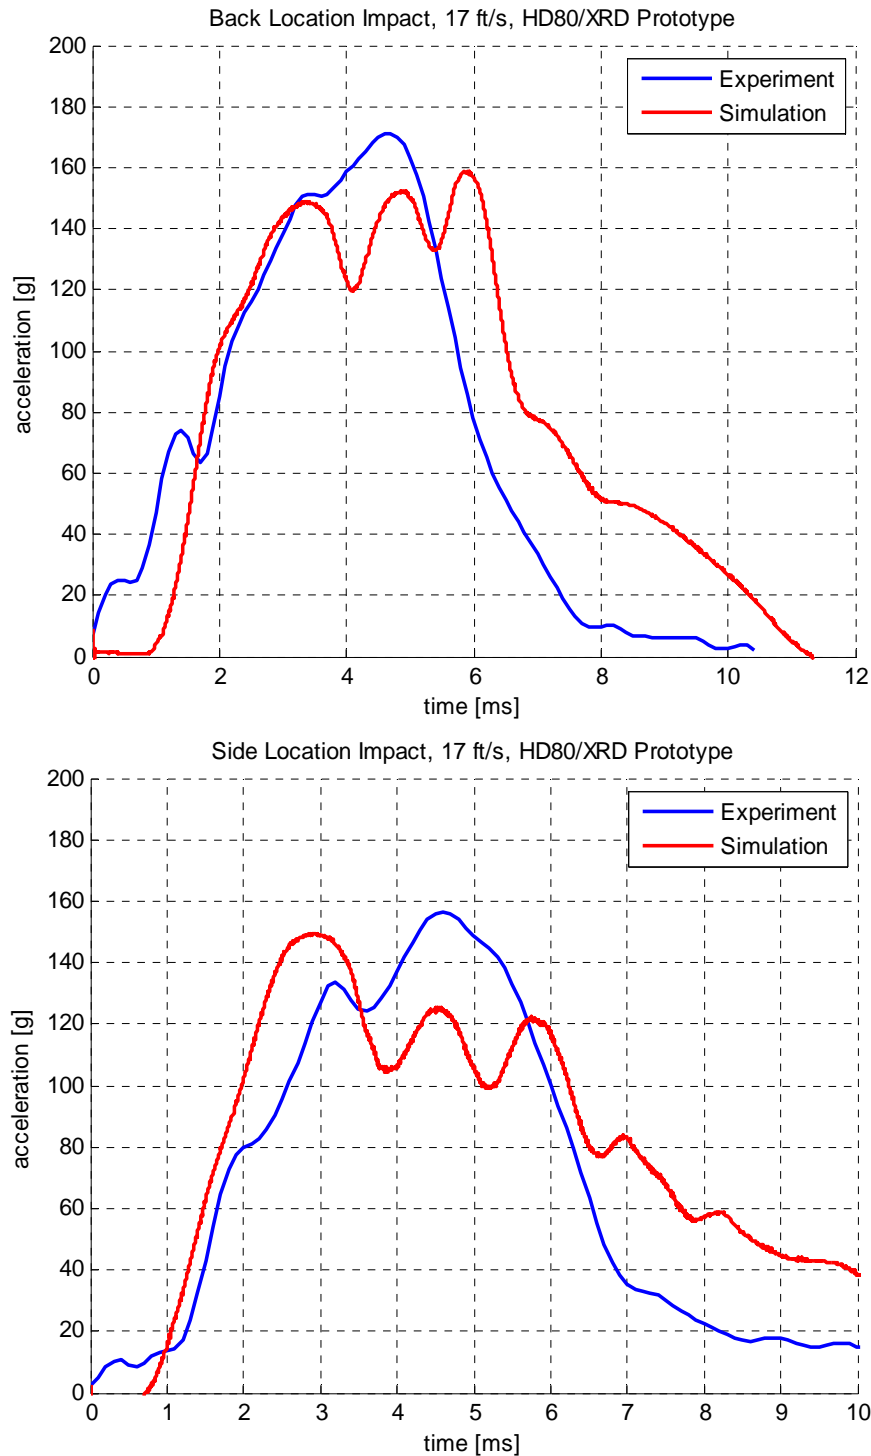 Back Location Impact, 17 ft/s, HD80/XRD Prototype
200
180
160
140
120
100
80
60
40
20
0
acceleration [g]
Experiment
Simulation
0 2 4 6 8 10 12
time [ms]
Side Location Impact, 17 ft/s, HD80/XRD Prototype
200
180
160
140
120
100
80
60
40
20
0
acceleration [g]
Experiment
Simulation
0 1 2 3 4 5 6 7 8 9 10
time [ms]